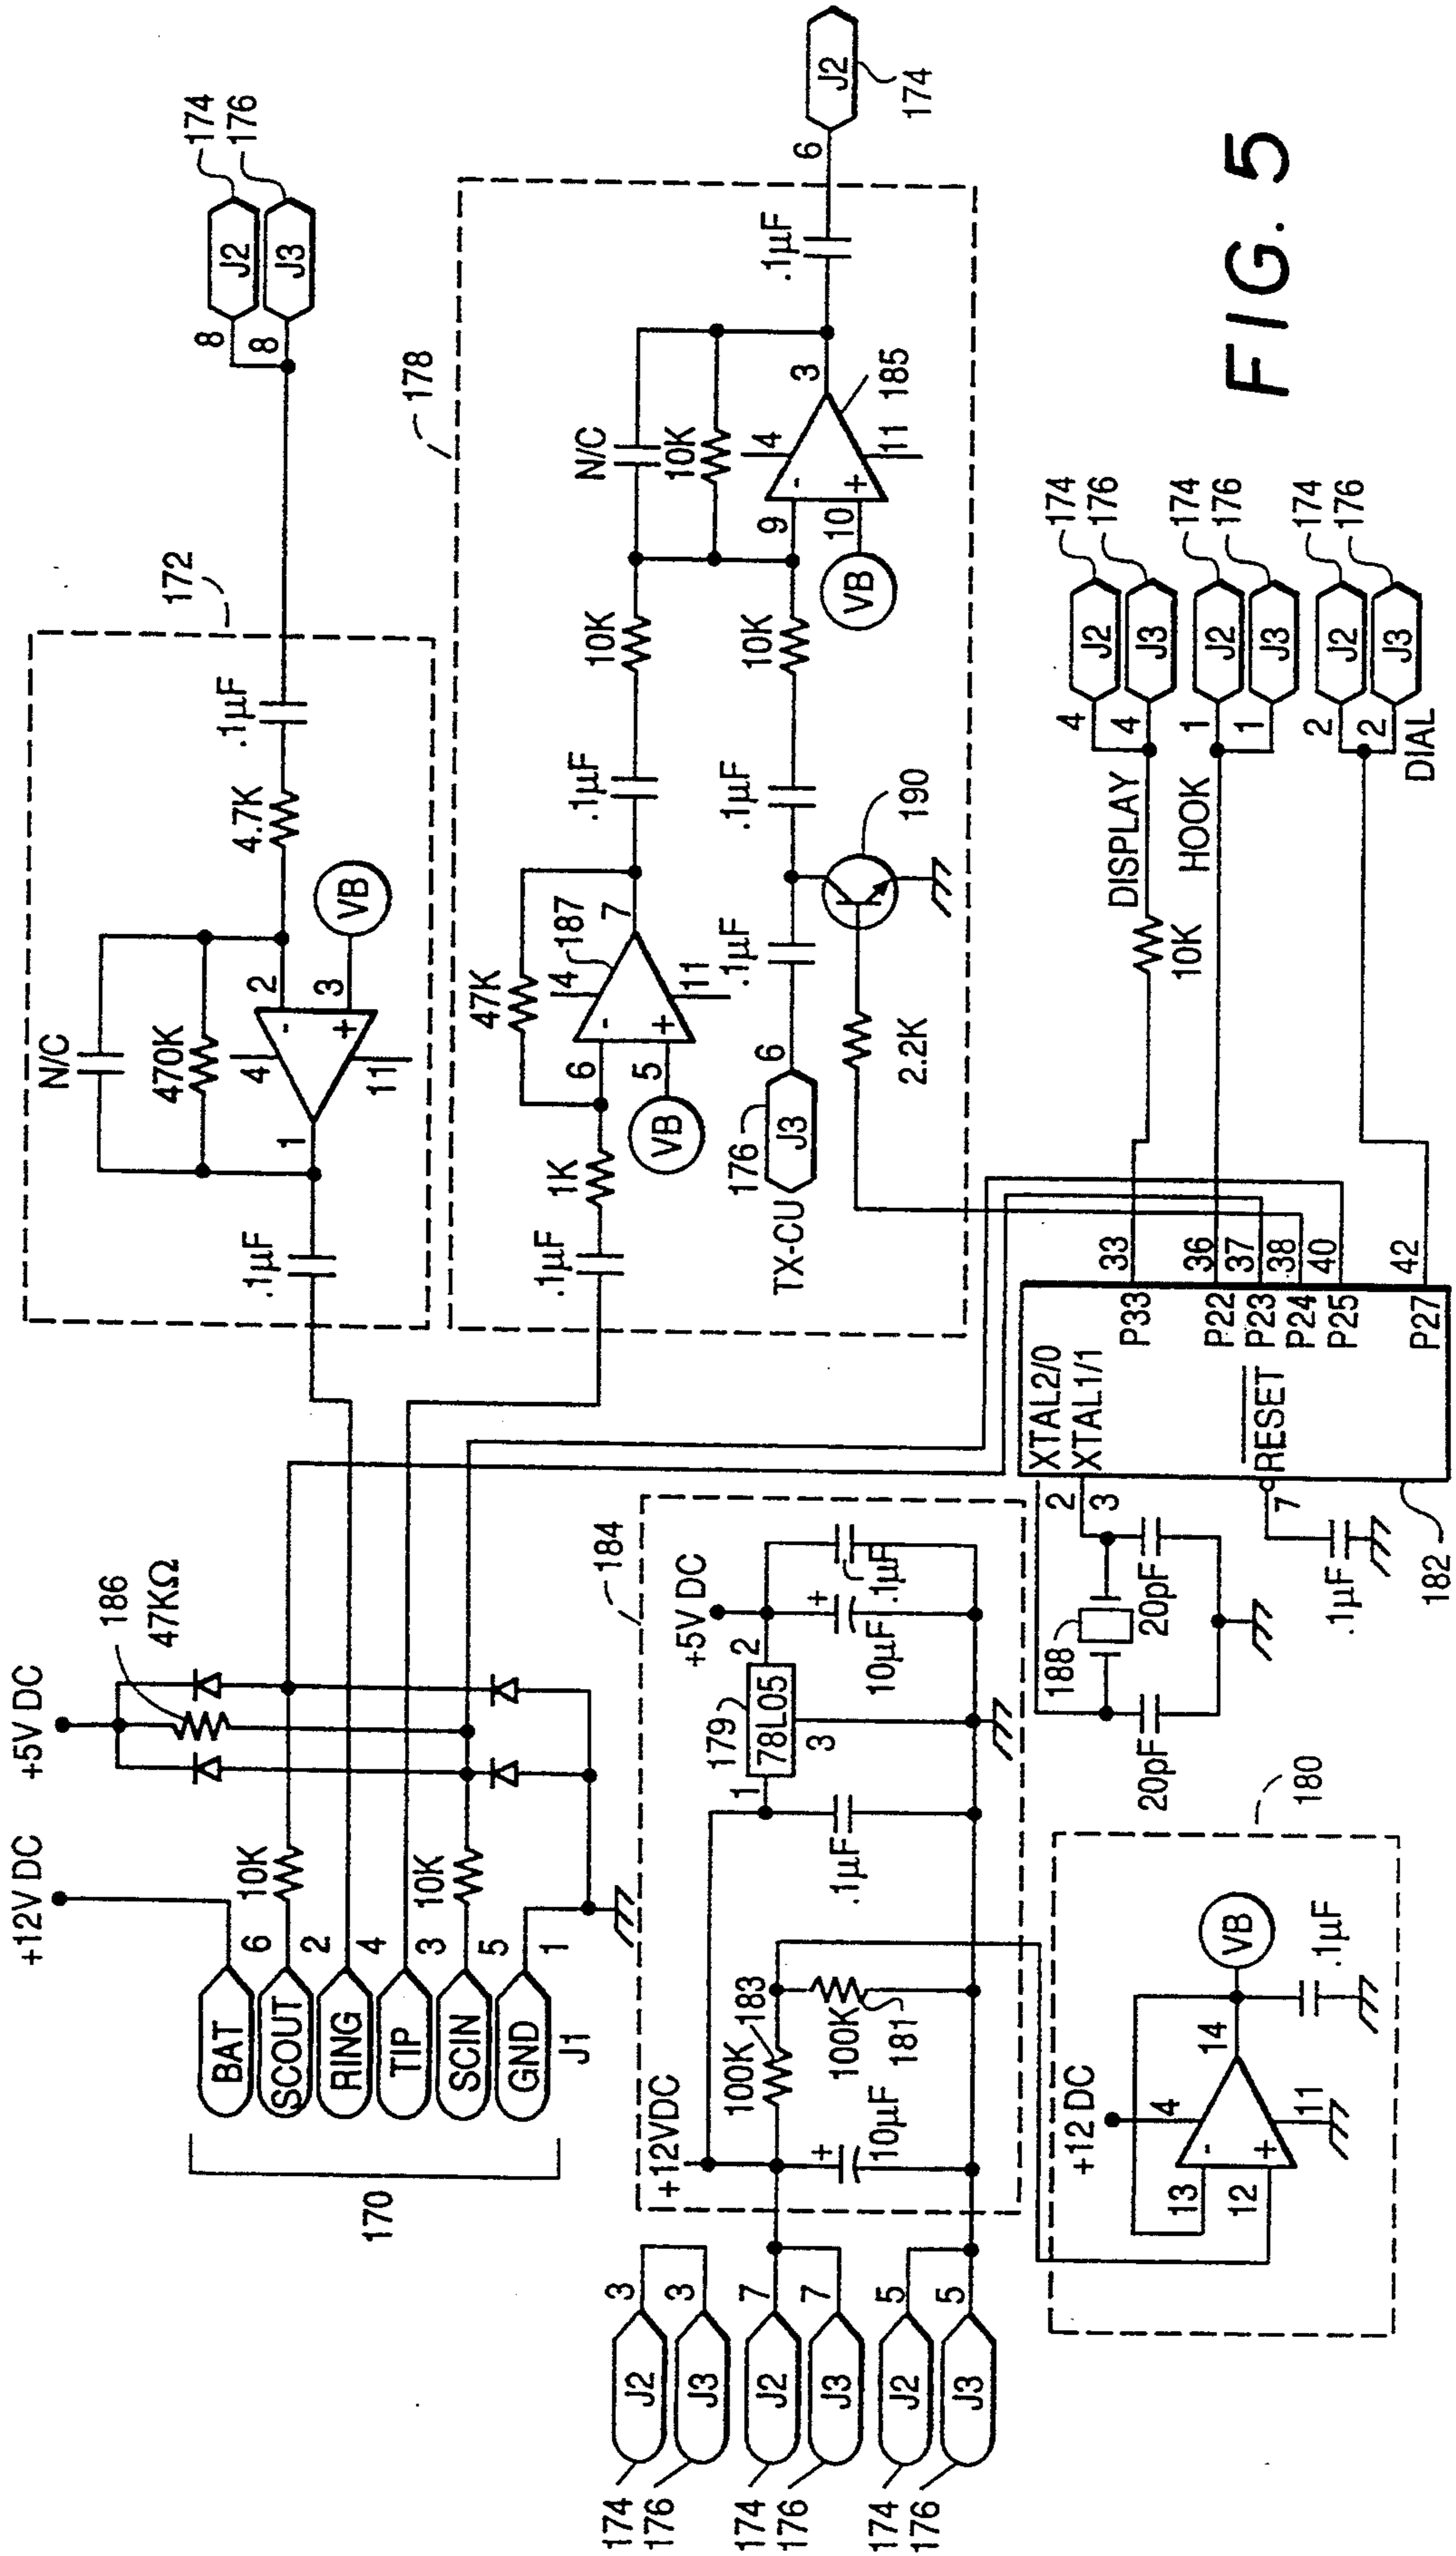 +12V DC
+5V DC
186
47KΩ
BAT
SCOUT
RING
TIP
SCIN
GND
J1
170
6
2
4
3
5
1
10K
10K
172
N/C
470K
4
11
1
2
3
-
+
VB
.1µF
4.7K
.1µF
8
8
J2
J3
174
176
178
.1µF
1K
47K
4
187
6
5
7
11
-
+
VB
.1µF
10K
N/C
10K
4
9
10
3
11
185
-
+
VB
.1µF
6
J2
174
TX-CU
176
J3
6
.1µF
.1µF
10K
190
2.2K
184
+12VDC
100K
183
100K
181
+
10µF
.1µF
179
1
78L05
2
3
+5V DC
+
10µF
.1µF
174
176
J2
J3
3
3
174
176
J2
J3
7
7
174
176
J2
J3
5
5
180
+12 DC
4
13
12
-
+
14
11
VB
.1µF
188
20pF
20pF
2
3
XTAL2/0
XTAL1/1
RESET
7
.1µF
182
P33
P22
P23
P24
P25
P27
33
36
37
38
40
42
10K
DISPLAY
HOOK
DIAL
4
4
J2
J3
174
176
1
1
J2
J3
174
176
2
2
J2
J3
174
176
FIG. 5